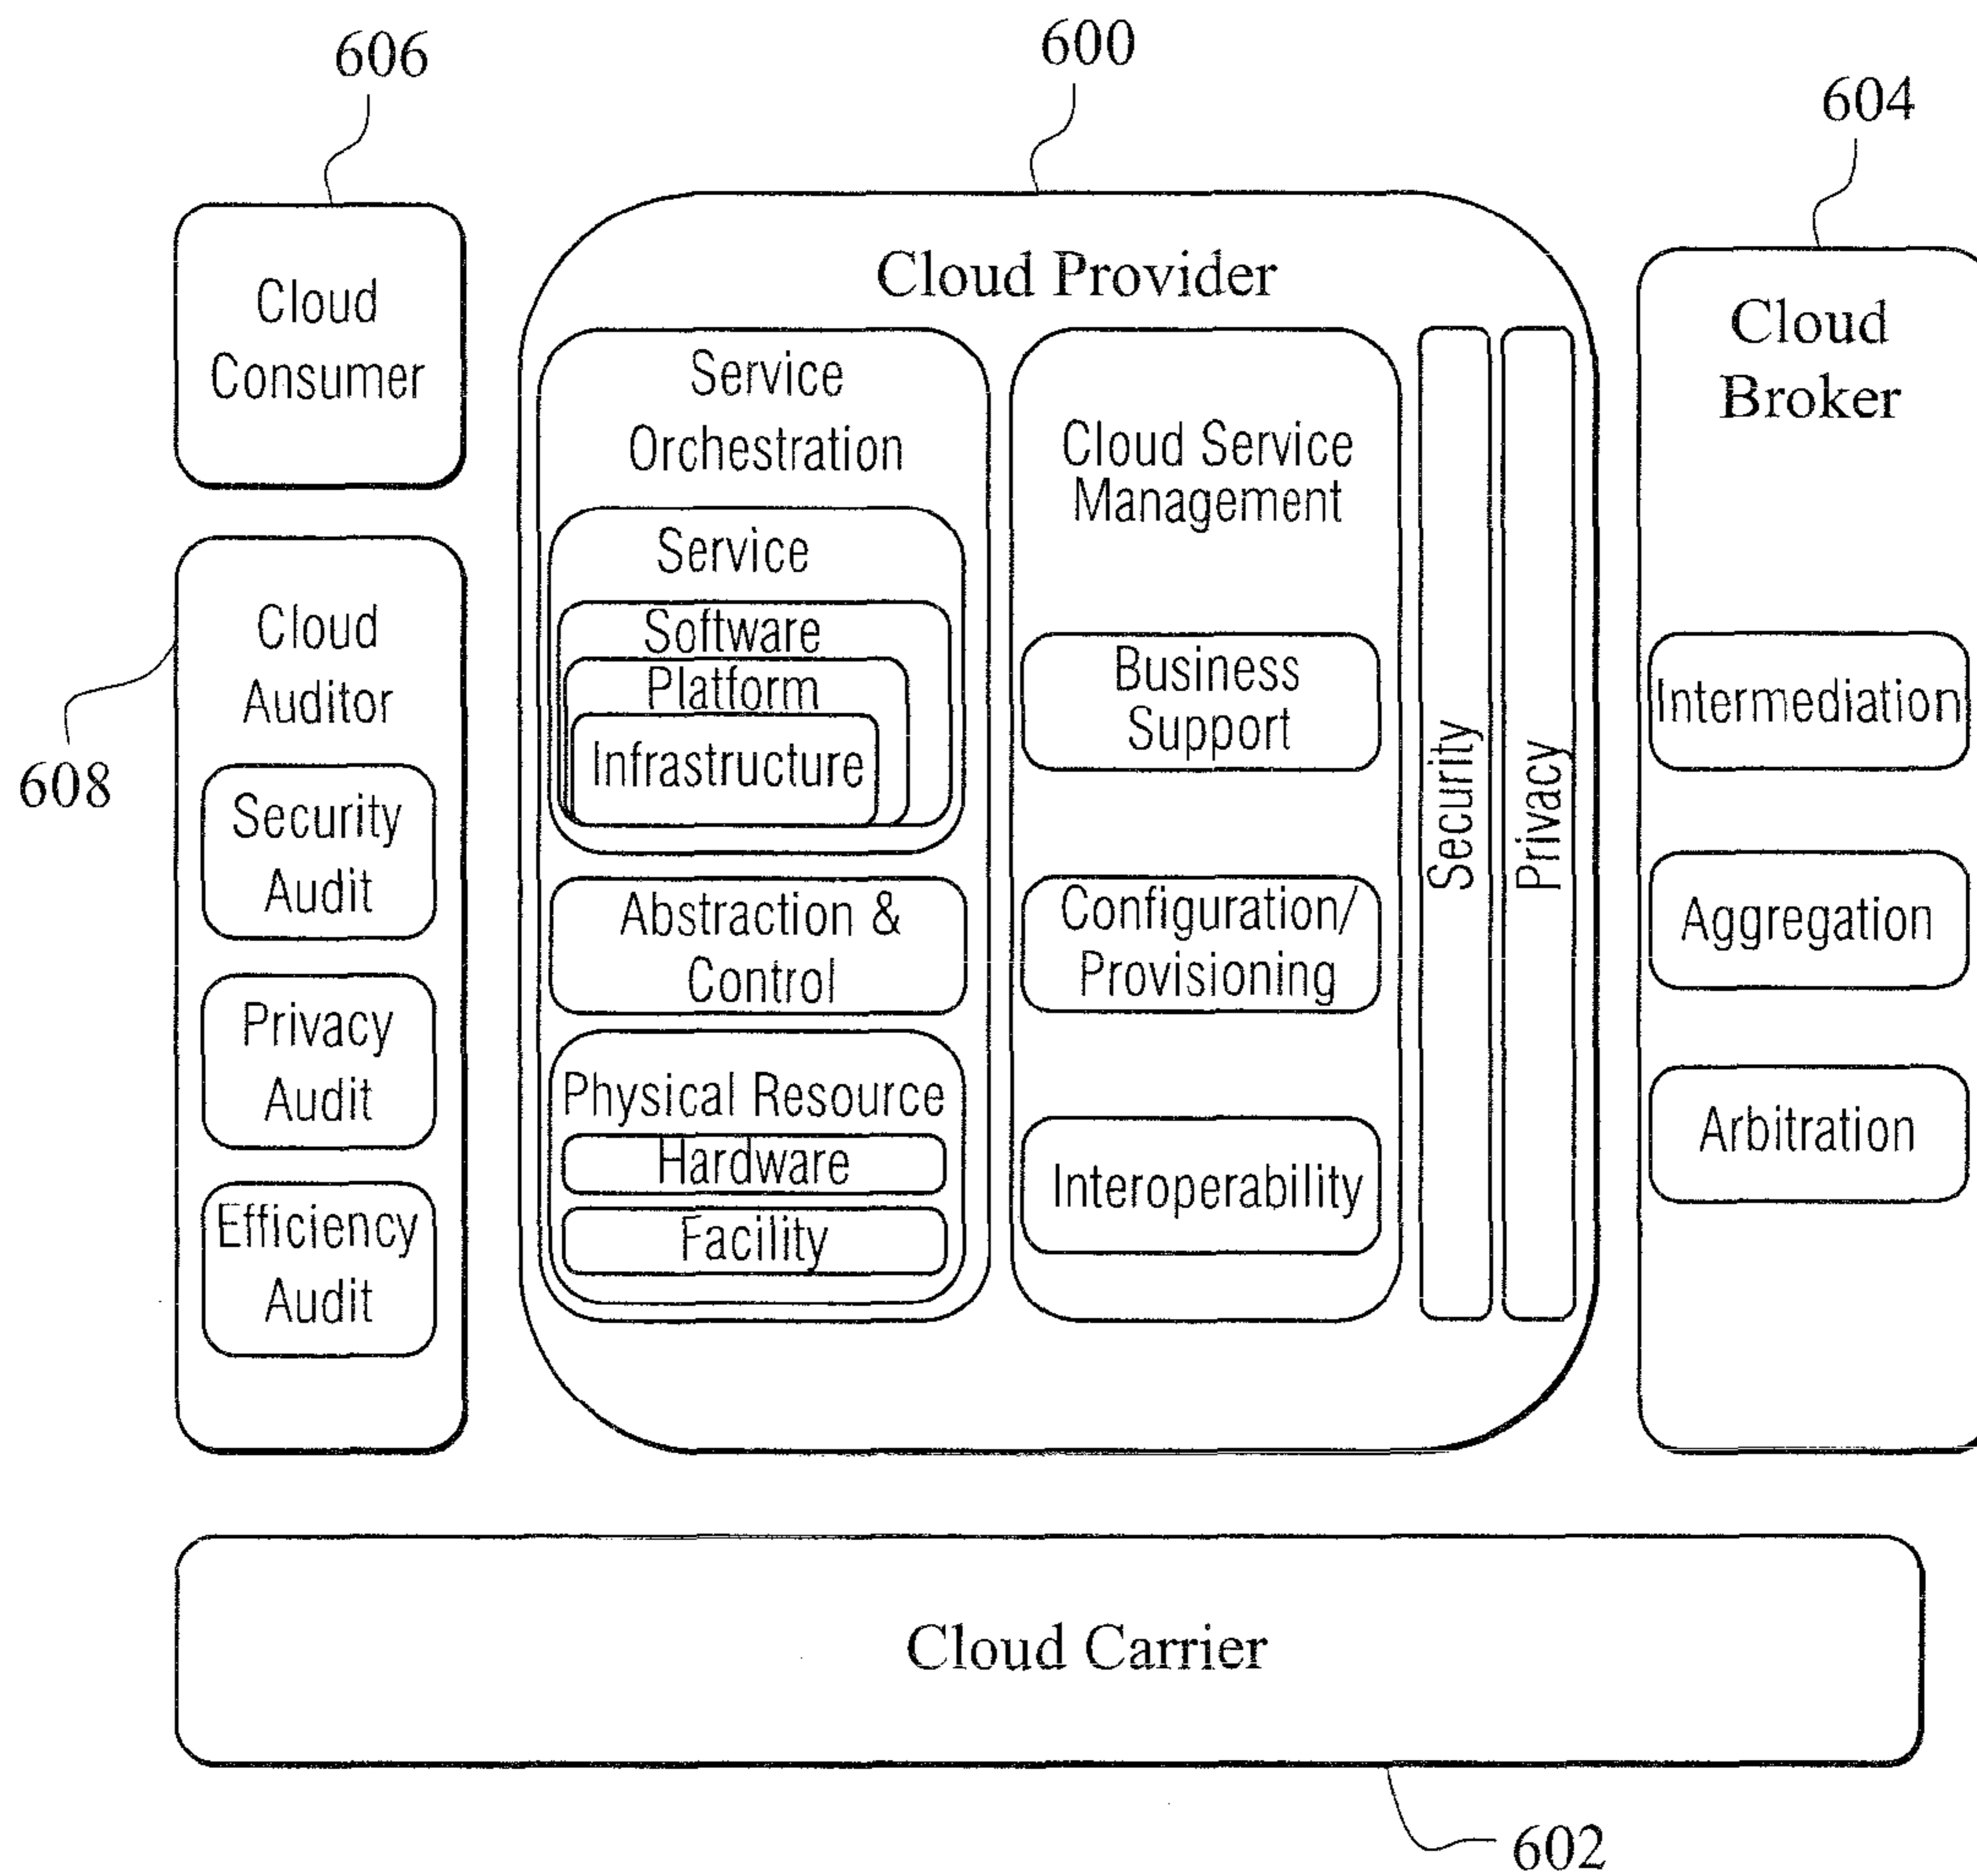 606
600
604
Cloud
Consumer
Cloud Provider
Cloud
Broker
Service
Orchestration
Service
Software
Platform
Infrastructure
Abstraction &
Control
Physical Resource
Hardware
Facility
Cloud Service
Management
Business
Support
Configuration/
Provisioning
Interoperability
Security
Privacy
Intermediation
Aggregation
Arbitration
Cloud
Auditor
608
Security
Audit
Privacy
Audit
Efficiency
Audit
Cloud Carrier
602